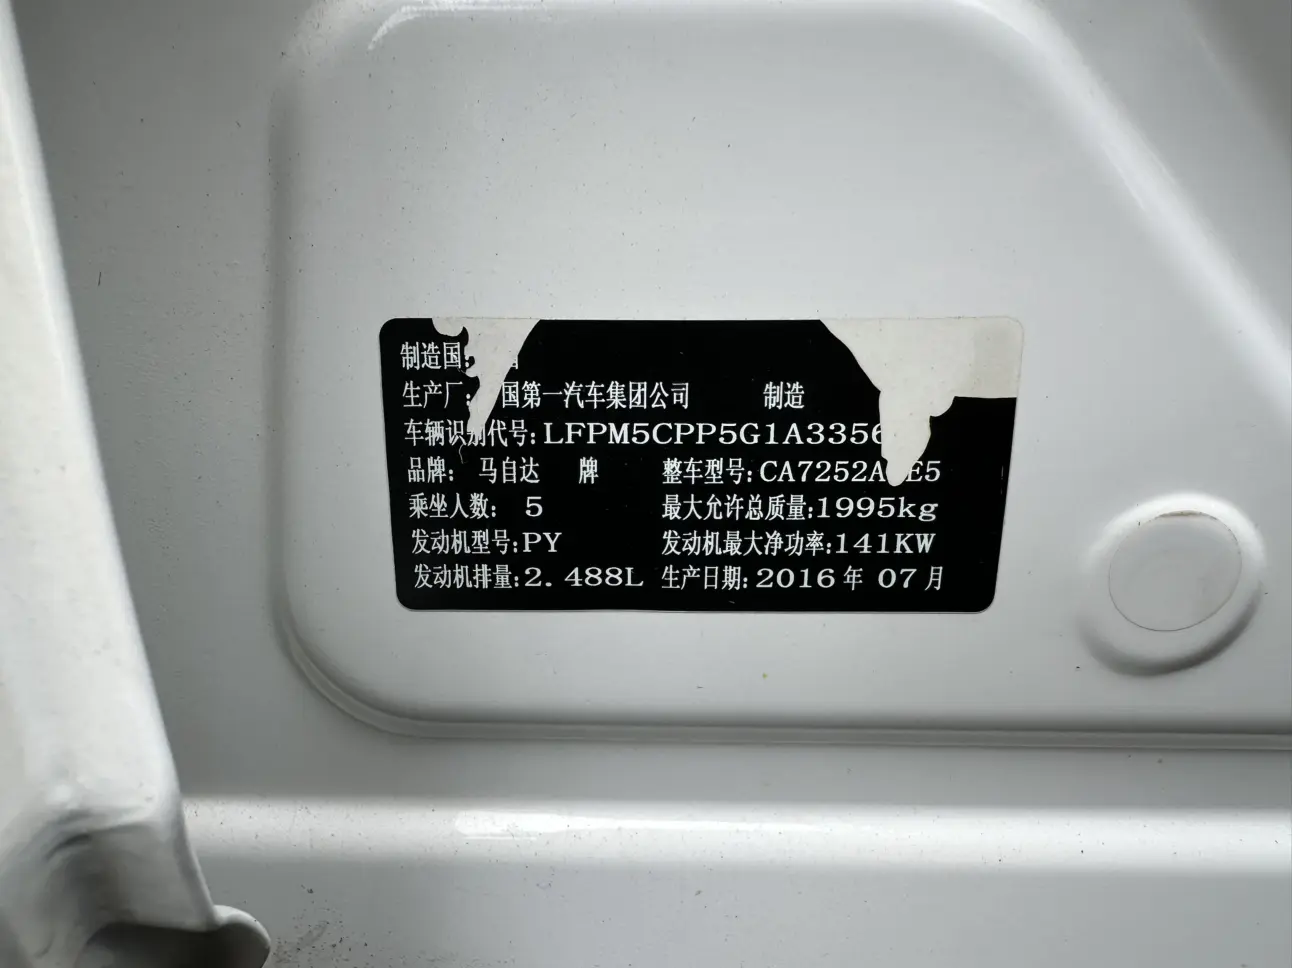 制造国:
生产厂: 国第一汽车集团公司 制造
车辆识别代号:LFPM5CPP5G1A3356
品牌: 马自达 牌 整车型号:CA7252A E5
乘坐人数: 5 最大允许总质量:1995kg
发动机型号:PY 发动机最大净功率:141KW
发动机排量:2.488L 生产日期:2016年 07月